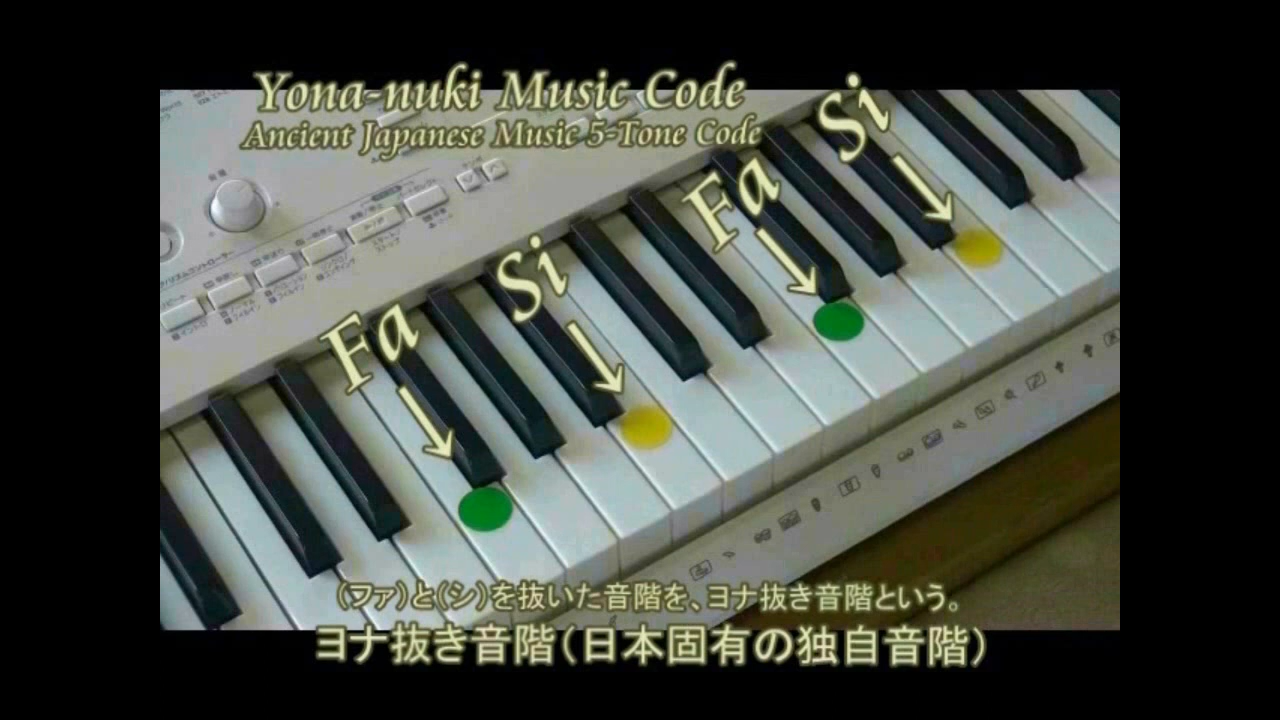 Yona-nuki Music Code
Ancient Japanese Music 5-Tone Code
Fa
Si
Fa
Si
(ファ)と(シ)を抜いた音階を、ヨナ抜き音階という。
ヨナ抜き音階(日本固有の独自音階)